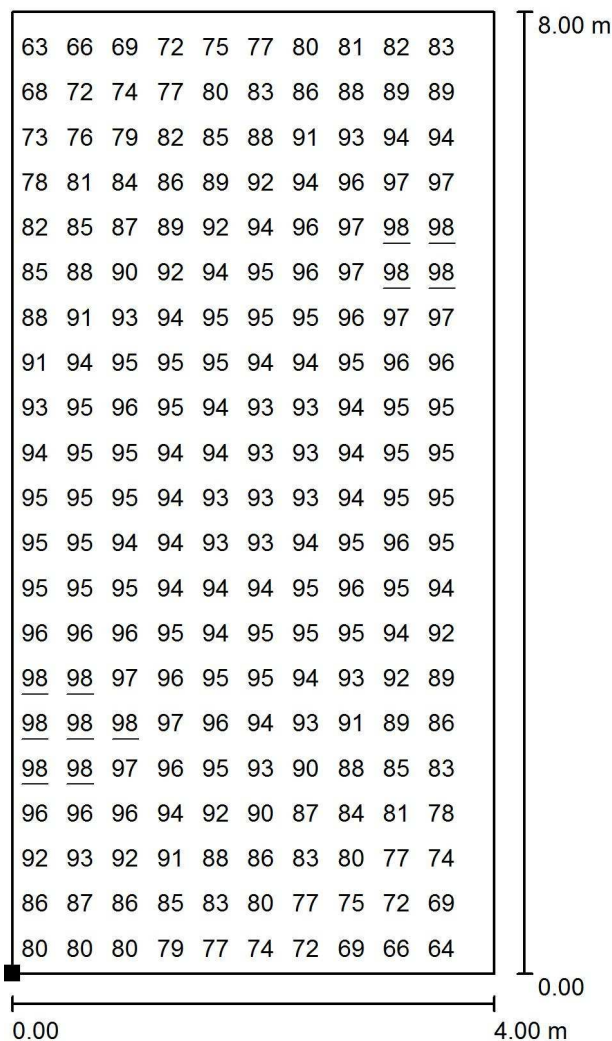 8.00 m
63 66 69 72 75 77 80 81 82 83
68 72 74 77 80 83 86 88 89 89
73 76 79 82 85 88 91 93 94 94
78 81 84 86 89 92 94 96 97 97
82 85 87 89 92 94 96 97 98 98
85 88 90 92 94 95 96 97 98 98
88 91 93 94 95 95 95 96 97 97
91 94 95 95 95 94 94 95 96 96
93 95 96 95 94 93 93 94 95 95
94 95 95 94 94 93 93 94 95 95
95 95 95 94 93 93 93 94 95 95
95 95 94 94 93 93 94 95 96 95
95 95 95 94 94 94 95 96 95 94
96 96 96 95 94 95 95 95 94 92
98 98 97 96 95 95 94 93 92 89
98 98 98 97 96 94 93 91 89 86
98 98 97 96 95 93 90 88 85 83
96 96 96 94 92 90 87 84 81 78
92 93 92 91 88 86 83 80 77 74
86 87 86 85 83 80 77 75 72 69
80 80 80 79 77 74 72 69 66 64
0.00
0.00 4.00 m